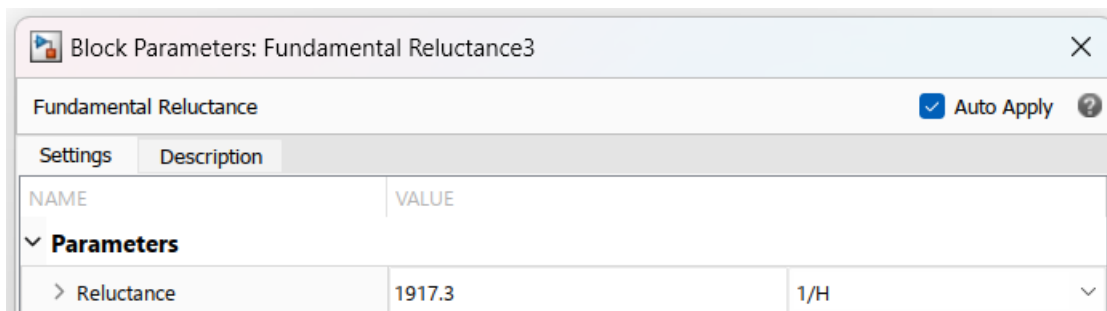 Block Parameters: Fundamental Reluctance3
Fundamental Reluctance Auto Apply ?
Settings Description
NAME VALUE
Parameters
Reluctance 1917.3 1/H